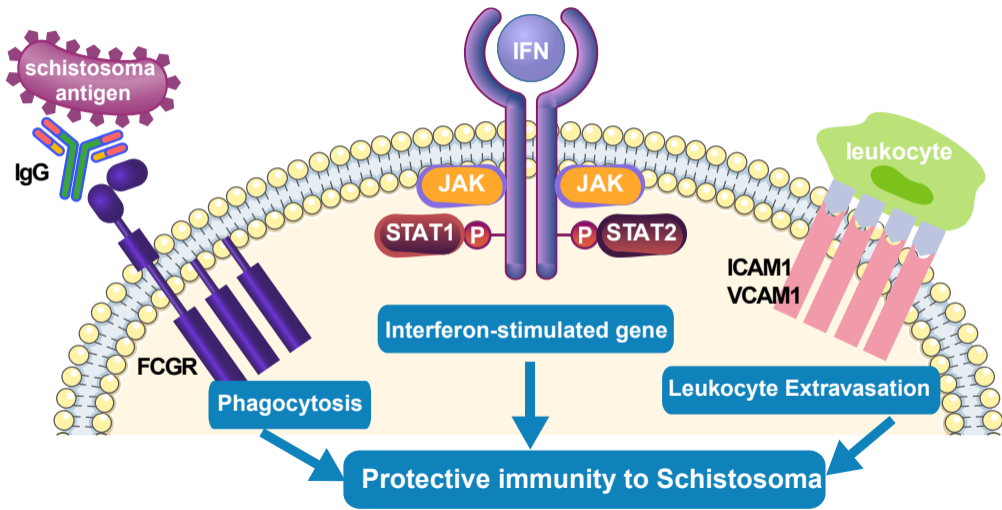 schistosoma
antigen
IgG
FCGR
Phagocytosis
IFN
JAK
JAK
STAT1
P
P
STAT2
Interferon-stimulated gene
leukocyte
ICAM1
VCAM1
Leukocyte Extravasation
Protective immunity to Schistosoma